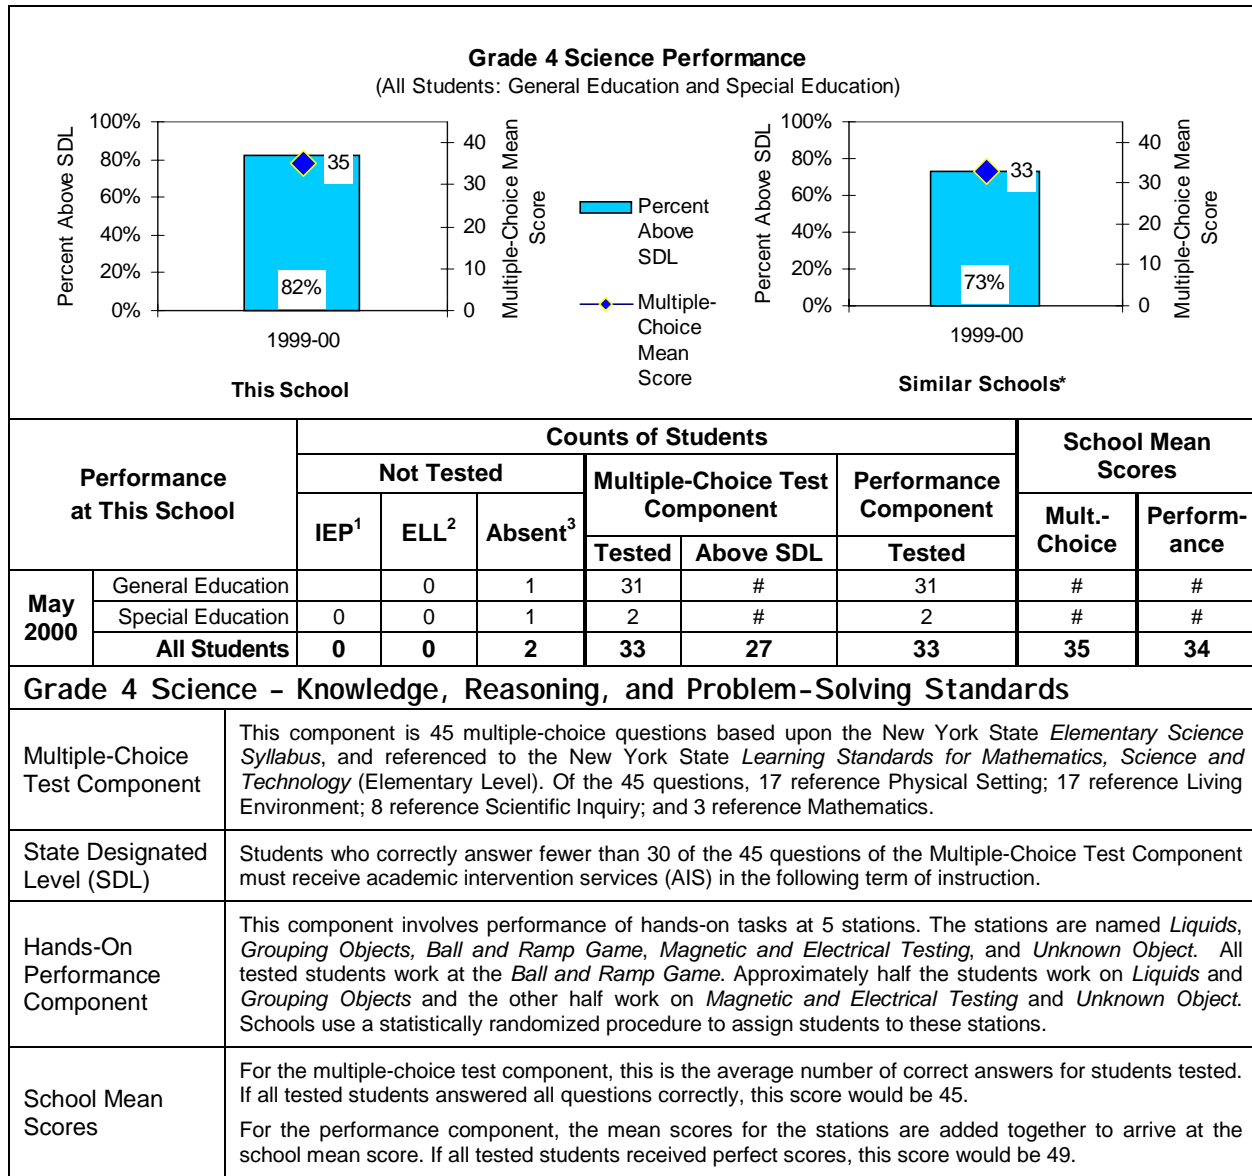 Grade 4 Science Performance
(All Students: General Education and Special Education)
Percent Above SDL
100%
80%
60%
40%
20%
0%
35
82%
40
30
20
10
0
Multiple-Choice Mean Score
1999-00
This School
Percent
Above
SDL
Multiple-
Choice
Mean
Score
Percent Above SDL
100%
80%
60%
40%
20%
0%
33
73%
40
30
20
10
0
Multiple-Choice Mean Score
1999-00
Similar Schools*
Performance
at This School
Counts of Students
School Mean
Scores
Not Tested
Multiple-Choice Test
Component
Performance
Component
IEP1 ELL2 Absent3
Mult.-
Choice
Perform-
ance
Tested Above SDL Tested
May
2000
General Education 0 1 31 # 31 # #
Special Education 0 0 1 2 # 2 # #
All Students 0 0 2 33 27 33 35 34
Grade 4 Science – Knowledge, Reasoning, and Problem-Solving Standards
Multiple-Choice
Test Component
This component is 45 multiple-choice questions based upon the New York State Elementary Science
Syllabus, and referenced to the New York State Learning Standards for Mathematics, Science and
Technology (Elementary Level). Of the 45 questions, 17 reference Physical Setting; 17 reference Living
Environment; 8 reference Scientific Inquiry; and 3 reference Mathematics.
State Designated
Level (SDL)
Students who correctly answer fewer than 30 of the 45 questions of the Multiple-Choice Test Component
must receive academic intervention services (AIS) in the following term of instruction.
Hands-On
Performance
Component
This component involves performance of hands-on tasks at 5 stations. The stations are named Liquids,
Grouping Objects, Ball and Ramp Game, Magnetic and Electrical Testing, and Unknown Object. All
tested students work at the Ball and Ramp Game. Approximately half the students work on Liquids and
Grouping Objects and the other half work on Magnetic and Electrical Testing and Unknown Object.
Schools use a statistically randomized procedure to assign students to these stations.
School Mean
Scores
For the multiple-choice test component, this is the average number of correct answers for students tested.
If all tested students answered all questions correctly, this score would be 45.
For the performance component, the mean scores for the stations are added together to arrive at the
school mean score. If all tested students received perfect scores, this score would be 49.